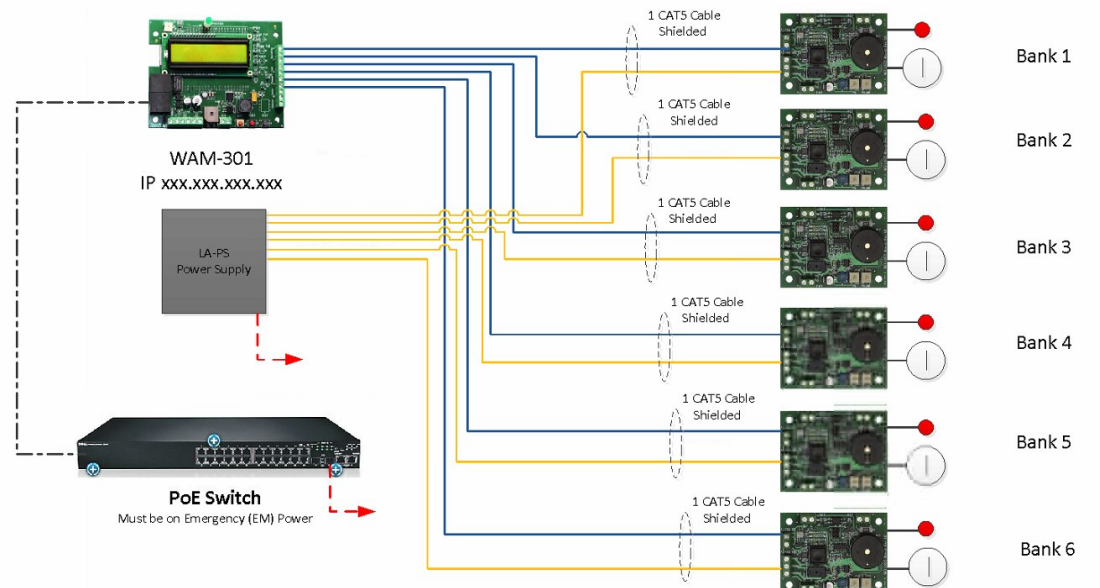 1 CAT5 Cable
Shielded
Bank 1
1 CAT5 Cable
Shielded
Bank 2
WAM-301
IP xxx.xxx.xxx.xxx
1 CAT5 Cable
Shielded
Bank 3
LA-PS
Power Supply
1 CAT5 Cable
Shielded
Bank 4
1 CAT5 Cable
Shielded
Bank 5
PoE Switch
Must be on Emergency (EM) Power
1 CAT5 Cable
Shielded
Bank 6